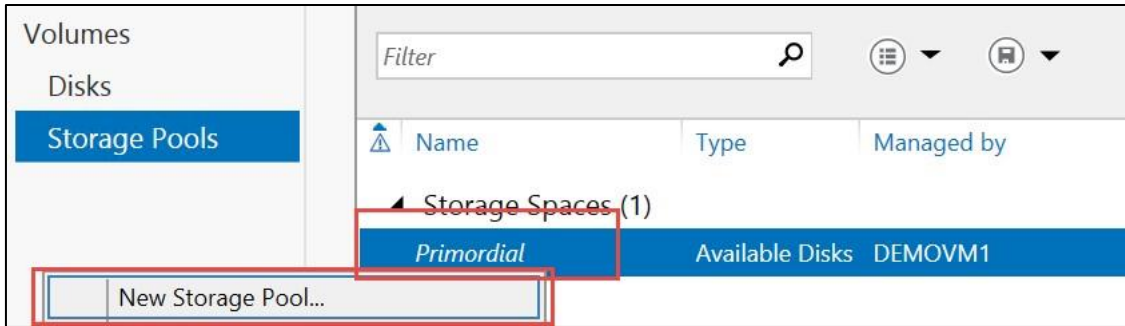 Volumes
Disks
Storage Pools
Filter
Name Type Managed by
Storage Spaces (1)
Primordial Available Disks DEMOVM1
New Storage Pool...